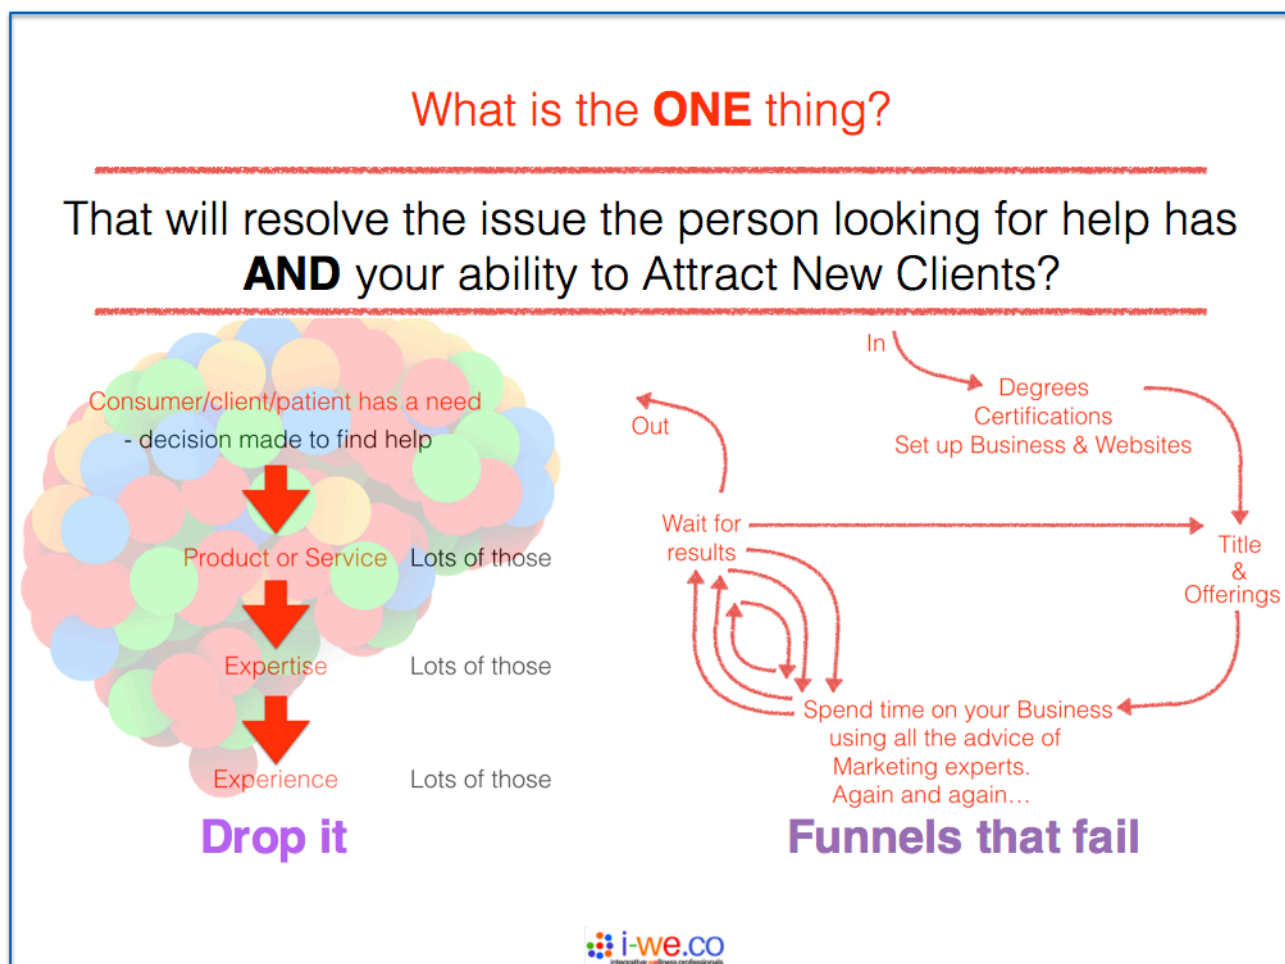 What is the ONE thing?
That will resolve the issue the person looking for help has
AND your ability to Attract New Clients?
Consumer/client/patient has a need
- decision made to find help
Product or Service Lots of those
Expertise Lots of those
Experience Lots of those
Drop it
In
Degrees
Certifications
Set up Business & Websites
Out
Wait for
results
Title
&
Offerings
Spend time on your Business
using all the advice of
Marketing experts.
Again and again...
Funnels that fail
i-we.co
integrative wellness professionals